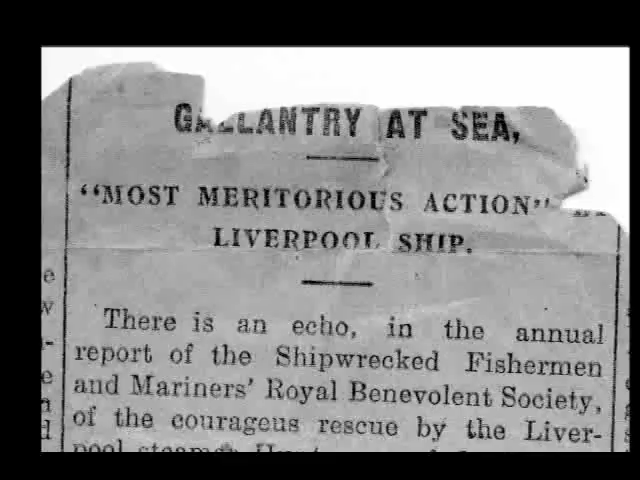 GALLANTRY AT SEA,
"MOST MERITORIOUS ACTION"
LIVERPOOL SHIP.
There is an echo, in the annual
report of the Shipwrecked Fishermen
and Mariners' Royal Benevolent Society,
of the courageus rescue by the Liver-
pool steamer